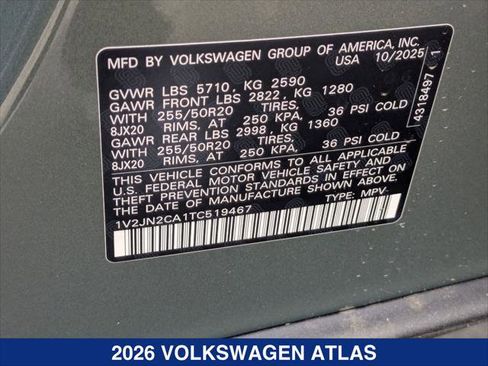 MFD BY VOLKSWAGEN GROUP OF AMERICA, INC.
USA 10/2025
GVWR LBS 5710, KG 2590
GAWR FRONT LBS 2822, KG 1280
WITH 255/50R20 TIRES,
8JX20 RIMS, AT 250 KPA, 36 PSI COLD
GAWR REAR LBS 2998, KG 1360
WITH 255/50R20 TIRES,
8JX20 RIMS, AT 250 KPA, 36 PSI COLD
THIS VEHICLE CONFORMS TO ALL APPLICABLE
U.S. FEDERAL MOTOR VEHICLE SAFETY AND
THEFT PREVENTION STANDARDS IN EFFECT ON
THE DATE OF MANUFACTURE SHOWN ABOVE.
1V2JN2CA1TC519467 TYPE: MPV
4318497 1
2026 VOLKSWAGEN ATLAS